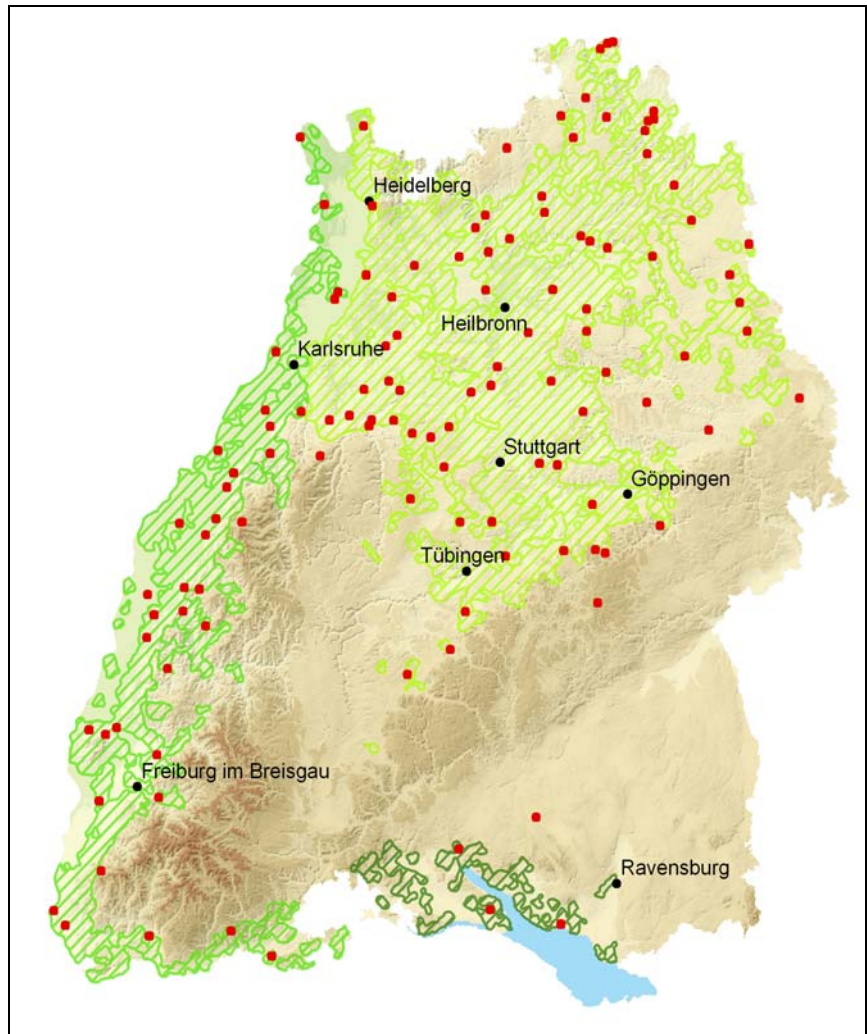 Heidelberg
Heilbronn
Karlsruhe
Stuttgart
Göppingen
Tübingen
Freiburg im Breisgau
Ravensburg